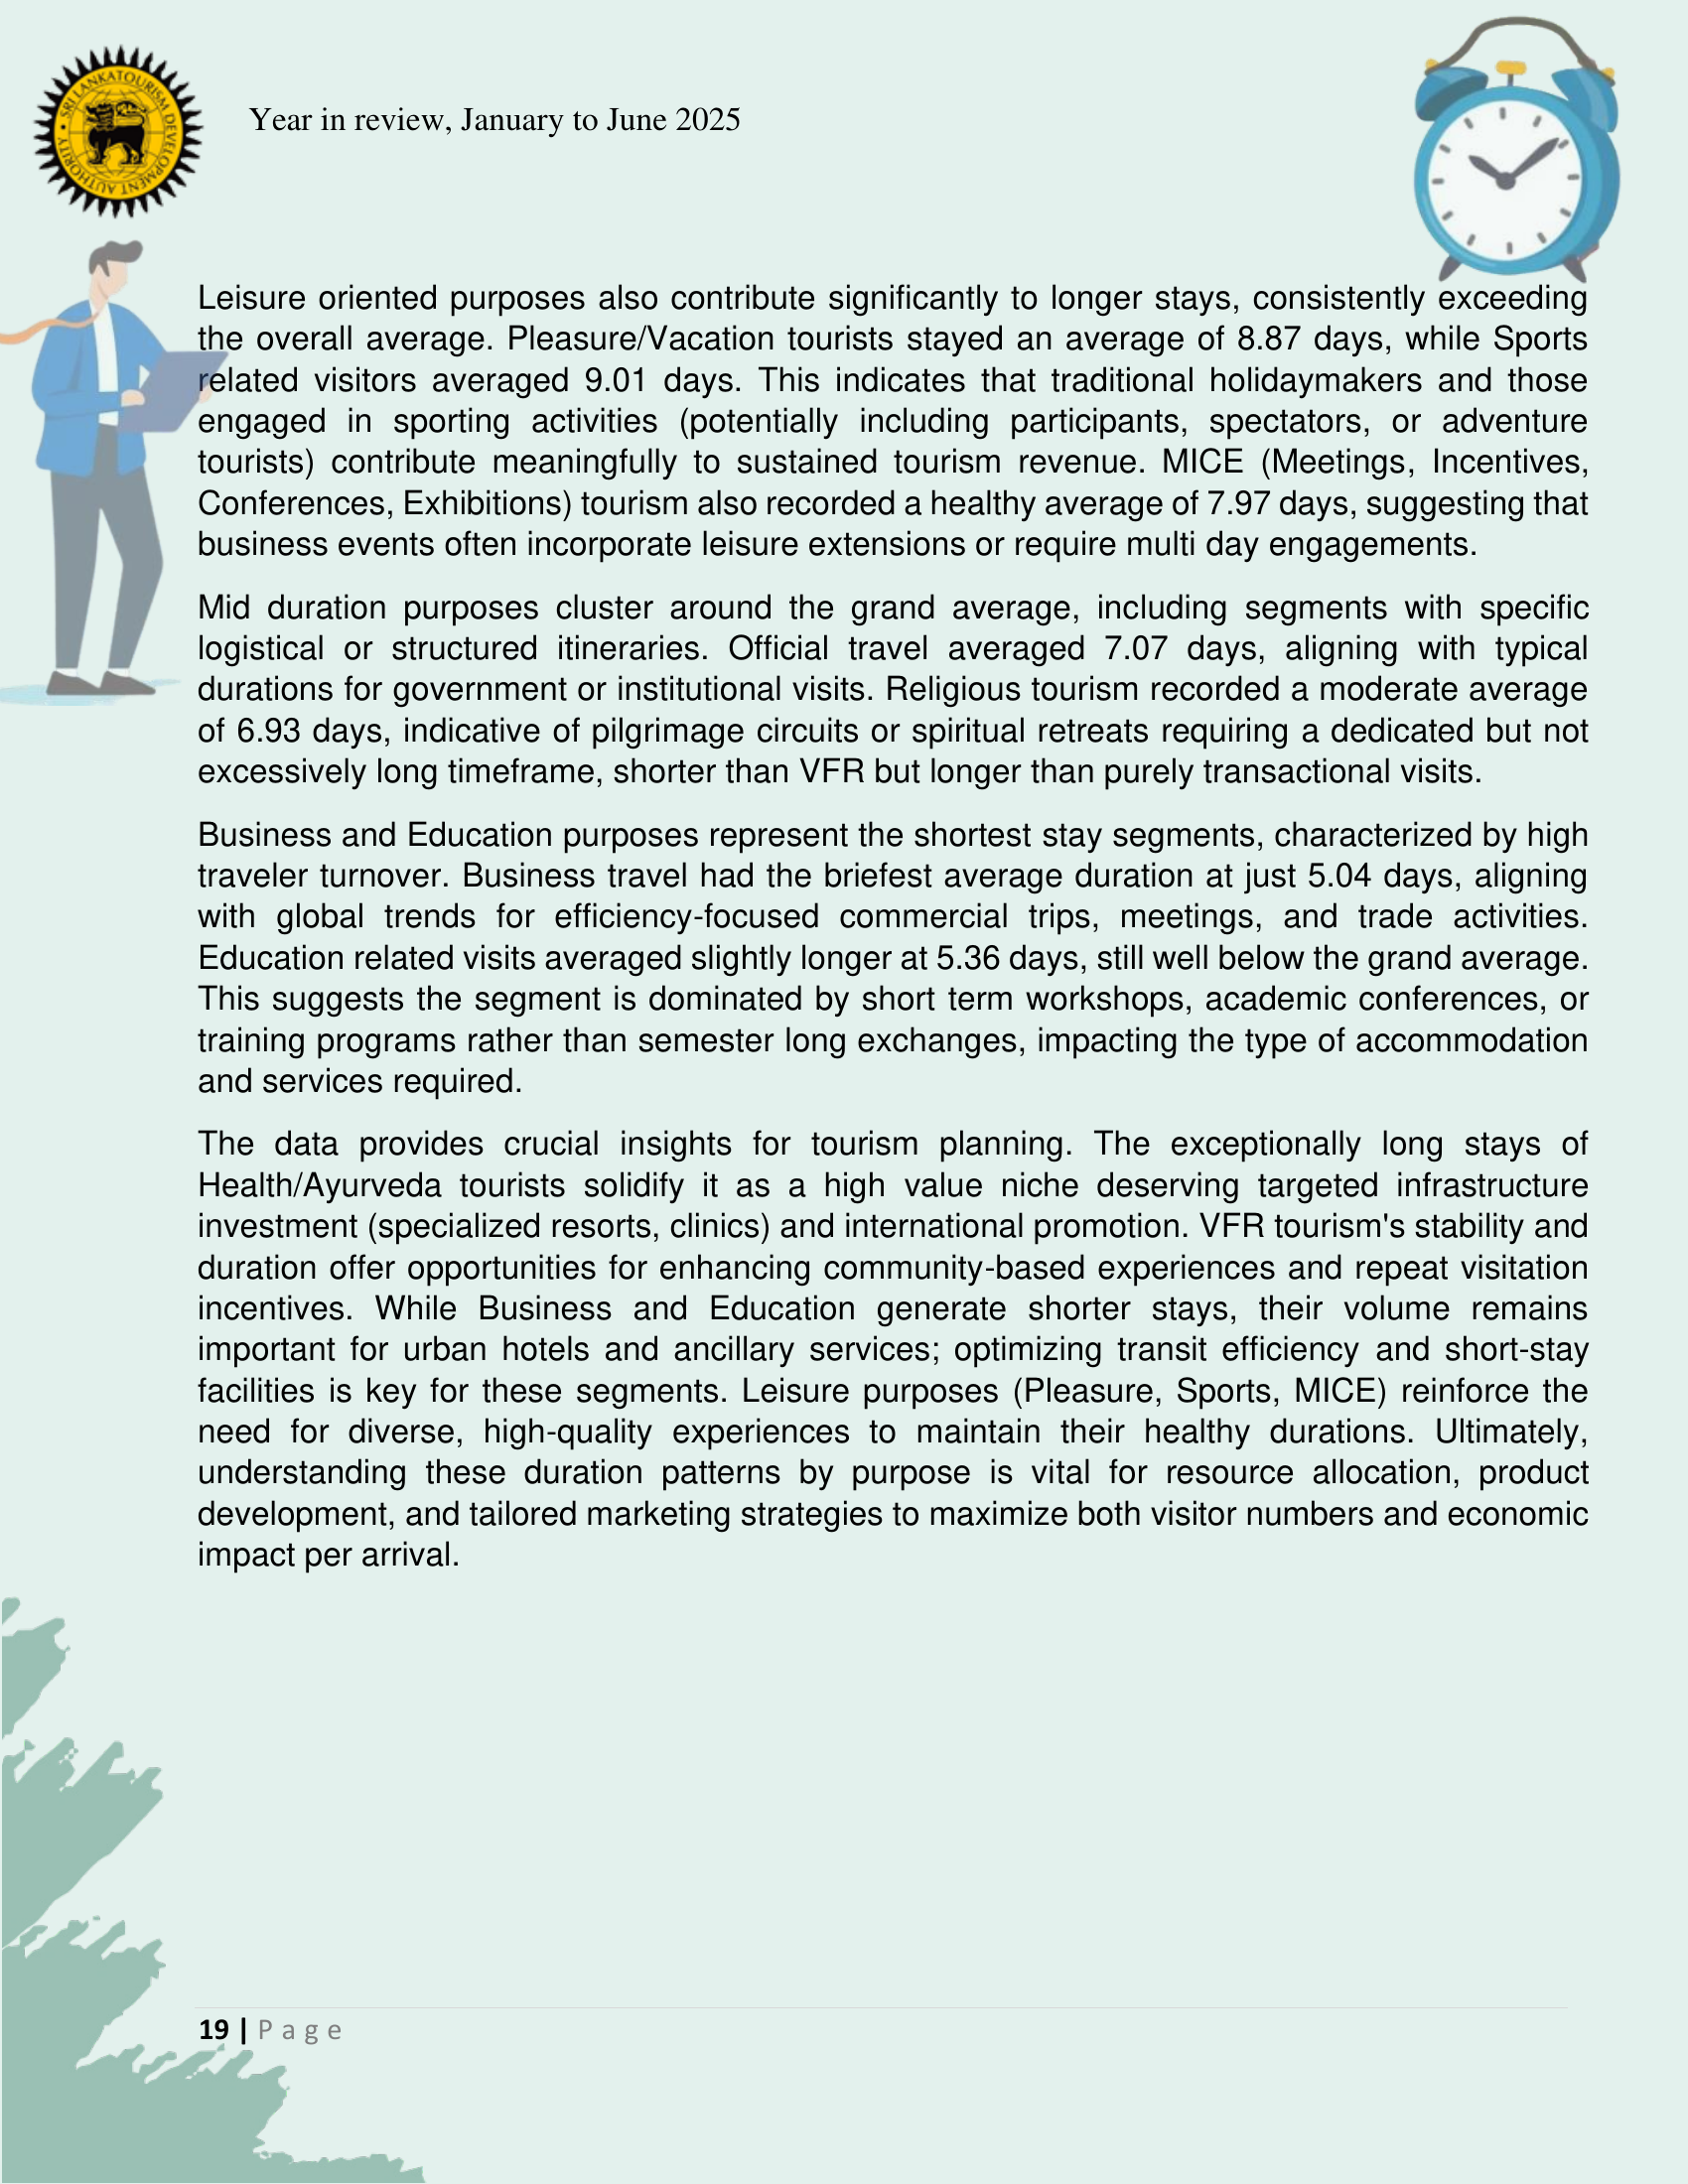 SRI LANKA TOURISM DEVELOPMENT AUTHORITY •
Year in review, January to June 2025
Leisure oriented purposes also contribute significantly to longer stays, consistently exceeding
the overall average. Pleasure/Vacation tourists stayed an average of 8.87 days, while Sports
related visitors averaged 9.01 days. This indicates that traditional holidaymakers and those
engaged in sporting activities (potentially including participants, spectators, or adventure
tourists) contribute meaningfully to sustained tourism revenue. MICE (Meetings, Incentives,
Conferences, Exhibitions) tourism also recorded a healthy average of 7.97 days, suggesting that
business events often incorporate leisure extensions or require multi day engagements.
Mid duration purposes cluster around the grand average, including segments with specific
logistical or structured itineraries. Official travel averaged 7.07 days, aligning with typical
durations for government or institutional visits. Religious tourism recorded a moderate average
of 6.93 days, indicative of pilgrimage circuits or spiritual retreats requiring a dedicated but not
excessively long timeframe, shorter than VFR but longer than purely transactional visits.
Business and Education purposes represent the shortest stay segments, characterized by high
traveler turnover. Business travel had the briefest average duration at just 5.04 days, aligning
with global trends for efficiency-focused commercial trips, meetings, and trade activities.
Education related visits averaged slightly longer at 5.36 days, still well below the grand average.
This suggests the segment is dominated by short term workshops, academic conferences, or
training programs rather than semester long exchanges, impacting the type of accommodation
and services required.
The data provides crucial insights for tourism planning. The exceptionally long stays of
Health/Ayurveda tourists solidify it as a high value niche deserving targeted infrastructure
investment (specialized resorts, clinics) and international promotion. VFR tourism's stability and
duration offer opportunities for enhancing community-based experiences and repeat visitation
incentives. While Business and Education generate shorter stays, their volume remains
important for urban hotels and ancillary services; optimizing transit efficiency and short-stay
facilities is key for these segments. Leisure purposes (Pleasure, Sports, MICE) reinforce the
need for diverse, high-quality experiences to maintain their healthy durations. Ultimately,
understanding these duration patterns by purpose is vital for resource allocation, product
development, and tailored marketing strategies to maximize both visitor numbers and economic
impact per arrival.
19 | Page